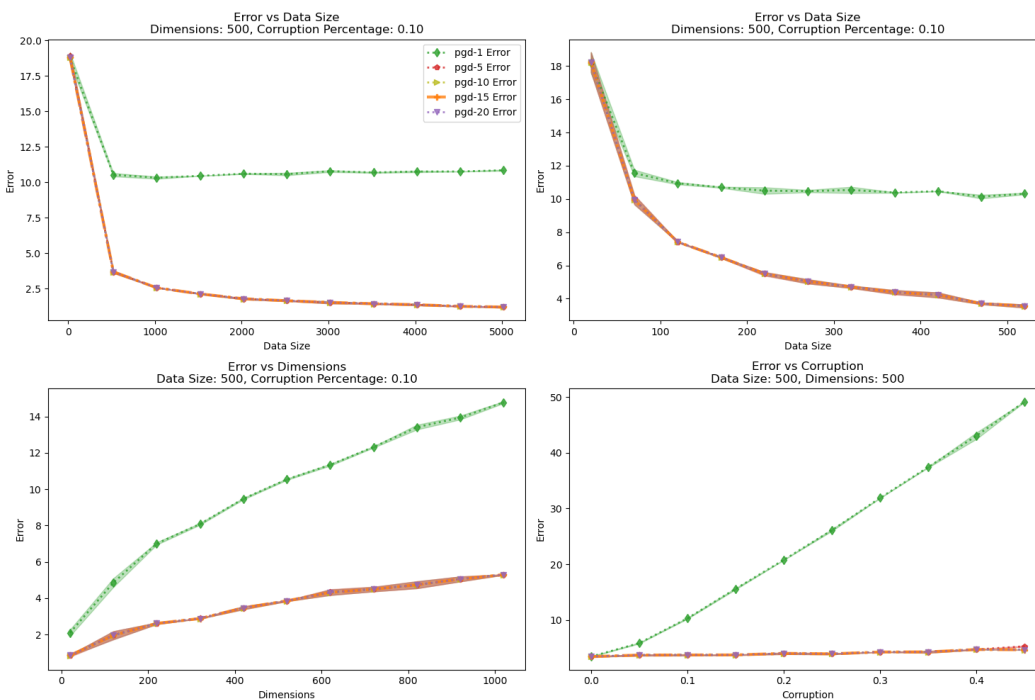 Error vs Data Size
Dimensions: 500, Corruption Percentage: 0.10
20.0
17.5
15.0
12.5
10.0
7.5
5.0
2.5
Error
pgd-1 Error
pgd-5 Error
pgd-10 Error
pgd-15 Error
pgd-20 Error
0
1000
2000
3000
4000
5000
Data Size
Error vs Data Size
Dimensions: 500, Corruption Percentage: 0.10
18
16
14
12
10
8
6
4
Error
0
100
200
300
400
500
Data Size
Error vs Dimensions
Data Size: 500, Corruption Percentage: 0.10
14
12
10
8
6
4
2
Error
0
200
400
600
800
1000
Dimensions
Error vs Corruption
Data Size: 500, Dimensions: 500
50
40
30
20
10
Error
0.0
0.1
0.2
0.3
0.4
Corruption